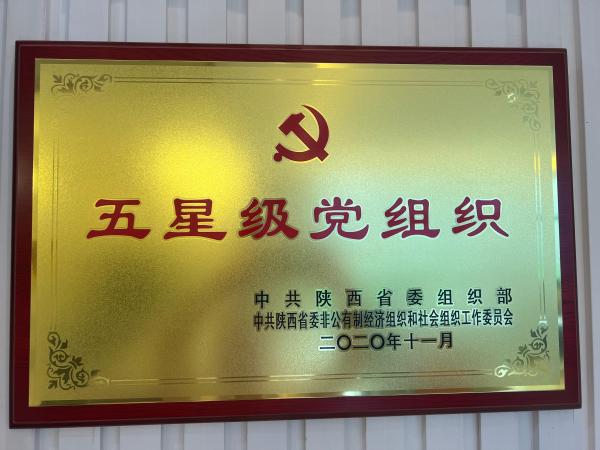 五星级党组织
中共陕西省委组织部
中共陕西省委非公有制经济组织和社会组织工作委员会
二〇二〇年十一月